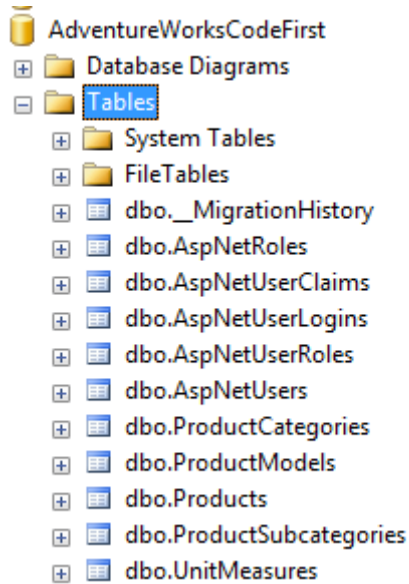 AdventureWorksCodeFirst
Database Diagrams
Tables
System Tables
FileTables
dbo.__MigrationHistory
dbo.AspNetRoles
dbo.AspNetUserClaims
dbo.AspNetUserLogins
dbo.AspNetUserRoles
dbo.AspNetUsers
dbo.ProductCategories
dbo.ProductModels
dbo.Products
dbo.ProductSubcategories
dbo.UnitMeasures